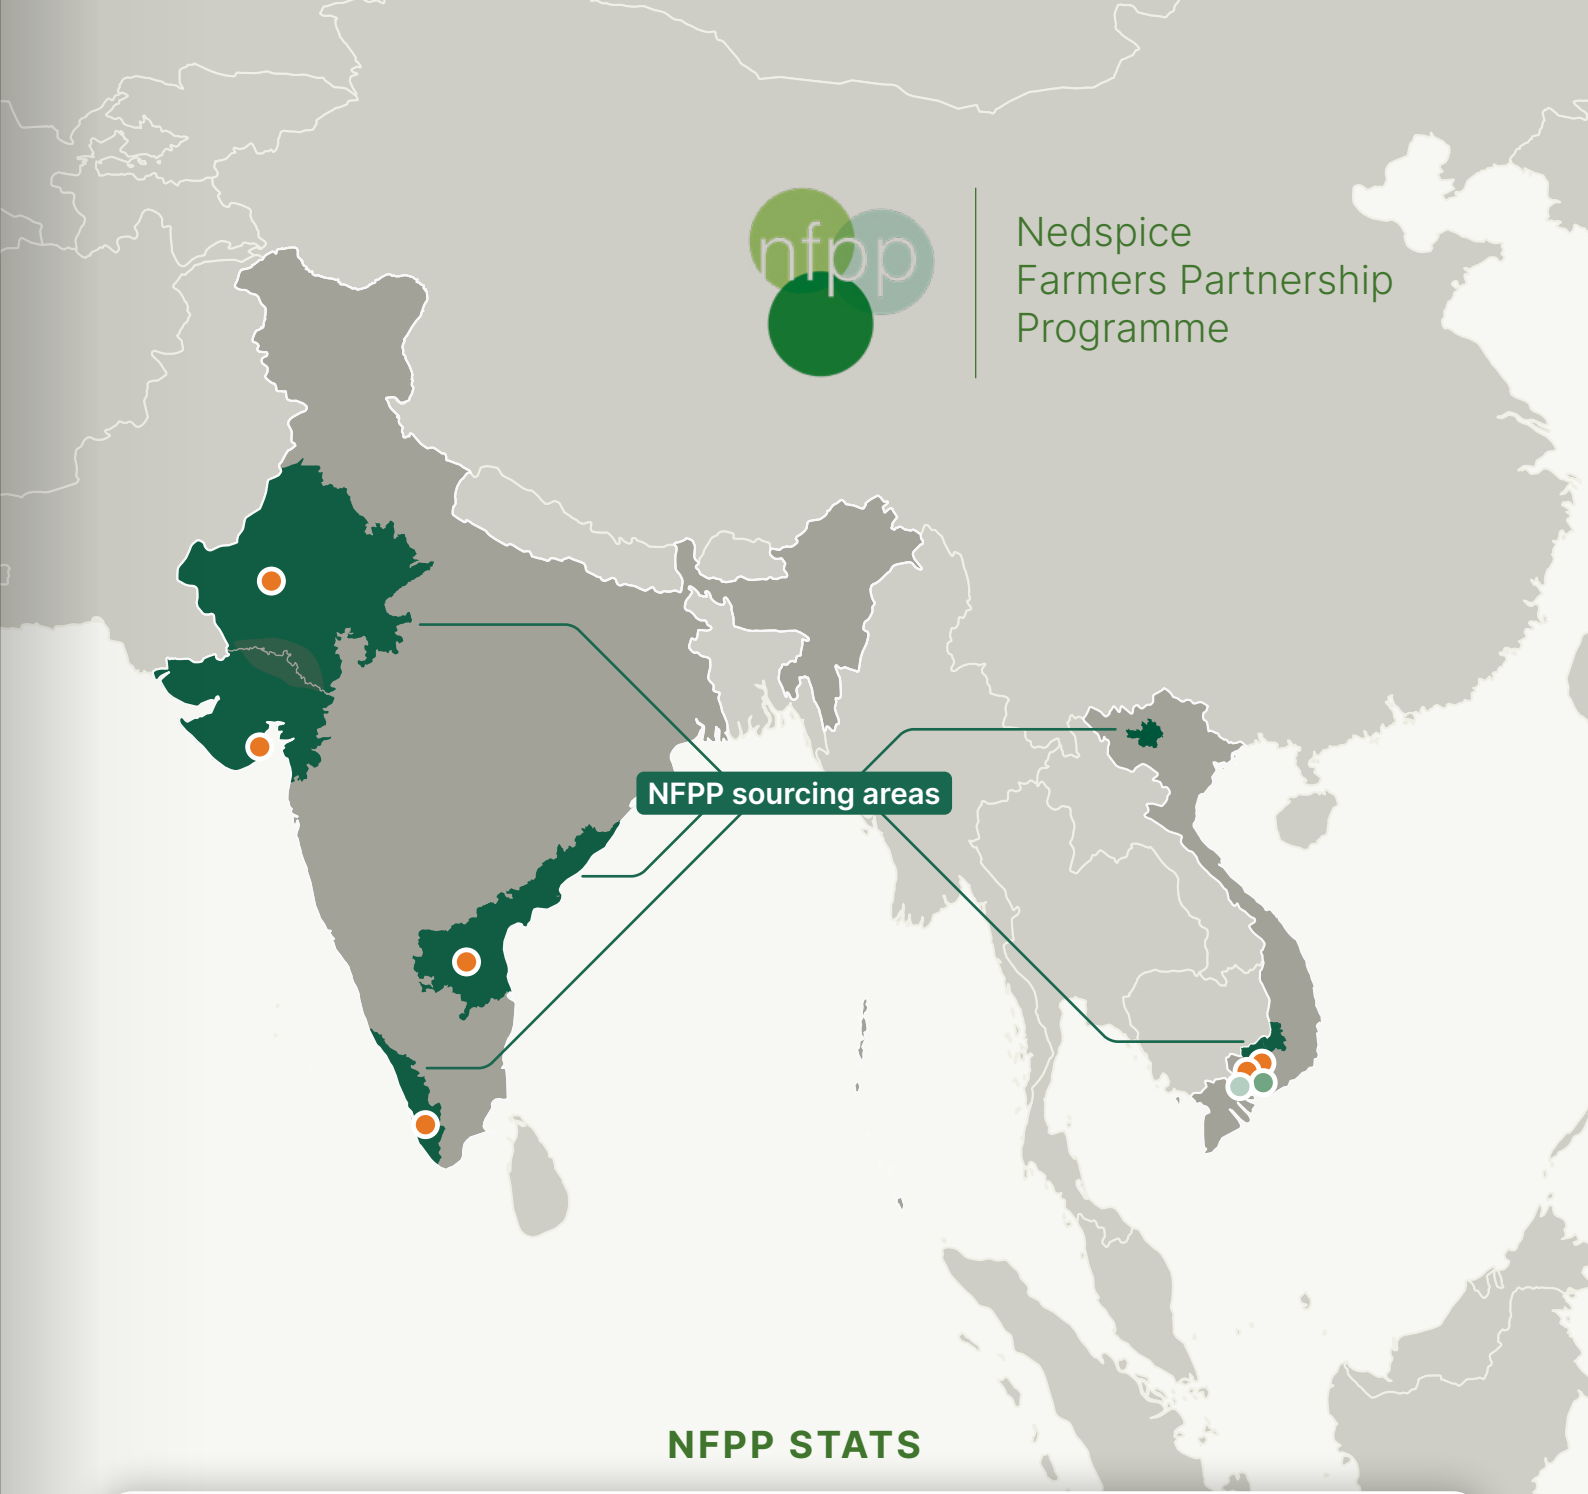 nfpp
Nedspice
Farmers Partnership
Programme
NFPP sourcing areas
NFPP STATS